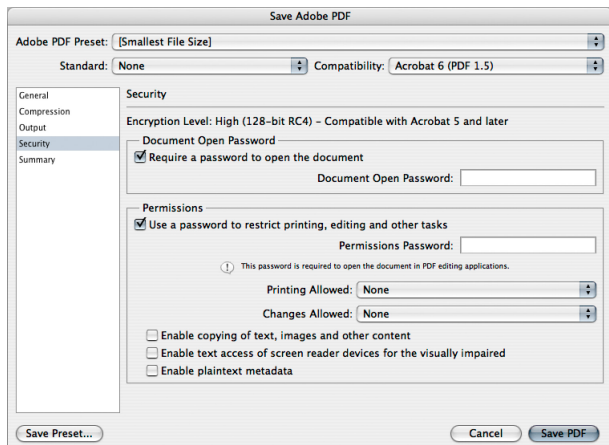 Save Adobe PDF
Adobe PDF Preset: [Smallest File Size]
Standard: None Compatibility: Acrobat 6 (PDF 1.5)
General
Compression
Output
Security
Summary
Security
Encryption Level: High (128-bit RC4) – Compatible with Acrobat 5 and later
Document Open Password
Require a password to open the document
Document Open Password:
Permissions
Use a password to restrict printing, editing and other tasks
Permissions Password:
This password is required to open the document in PDF editing applications.
Printing Allowed: None
Changes Allowed: None
Enable copying of text, images and other content
Enable text access of screen reader devices for the visually impaired
Enable plaintext metadata
Save Preset... Cancel Save PDF